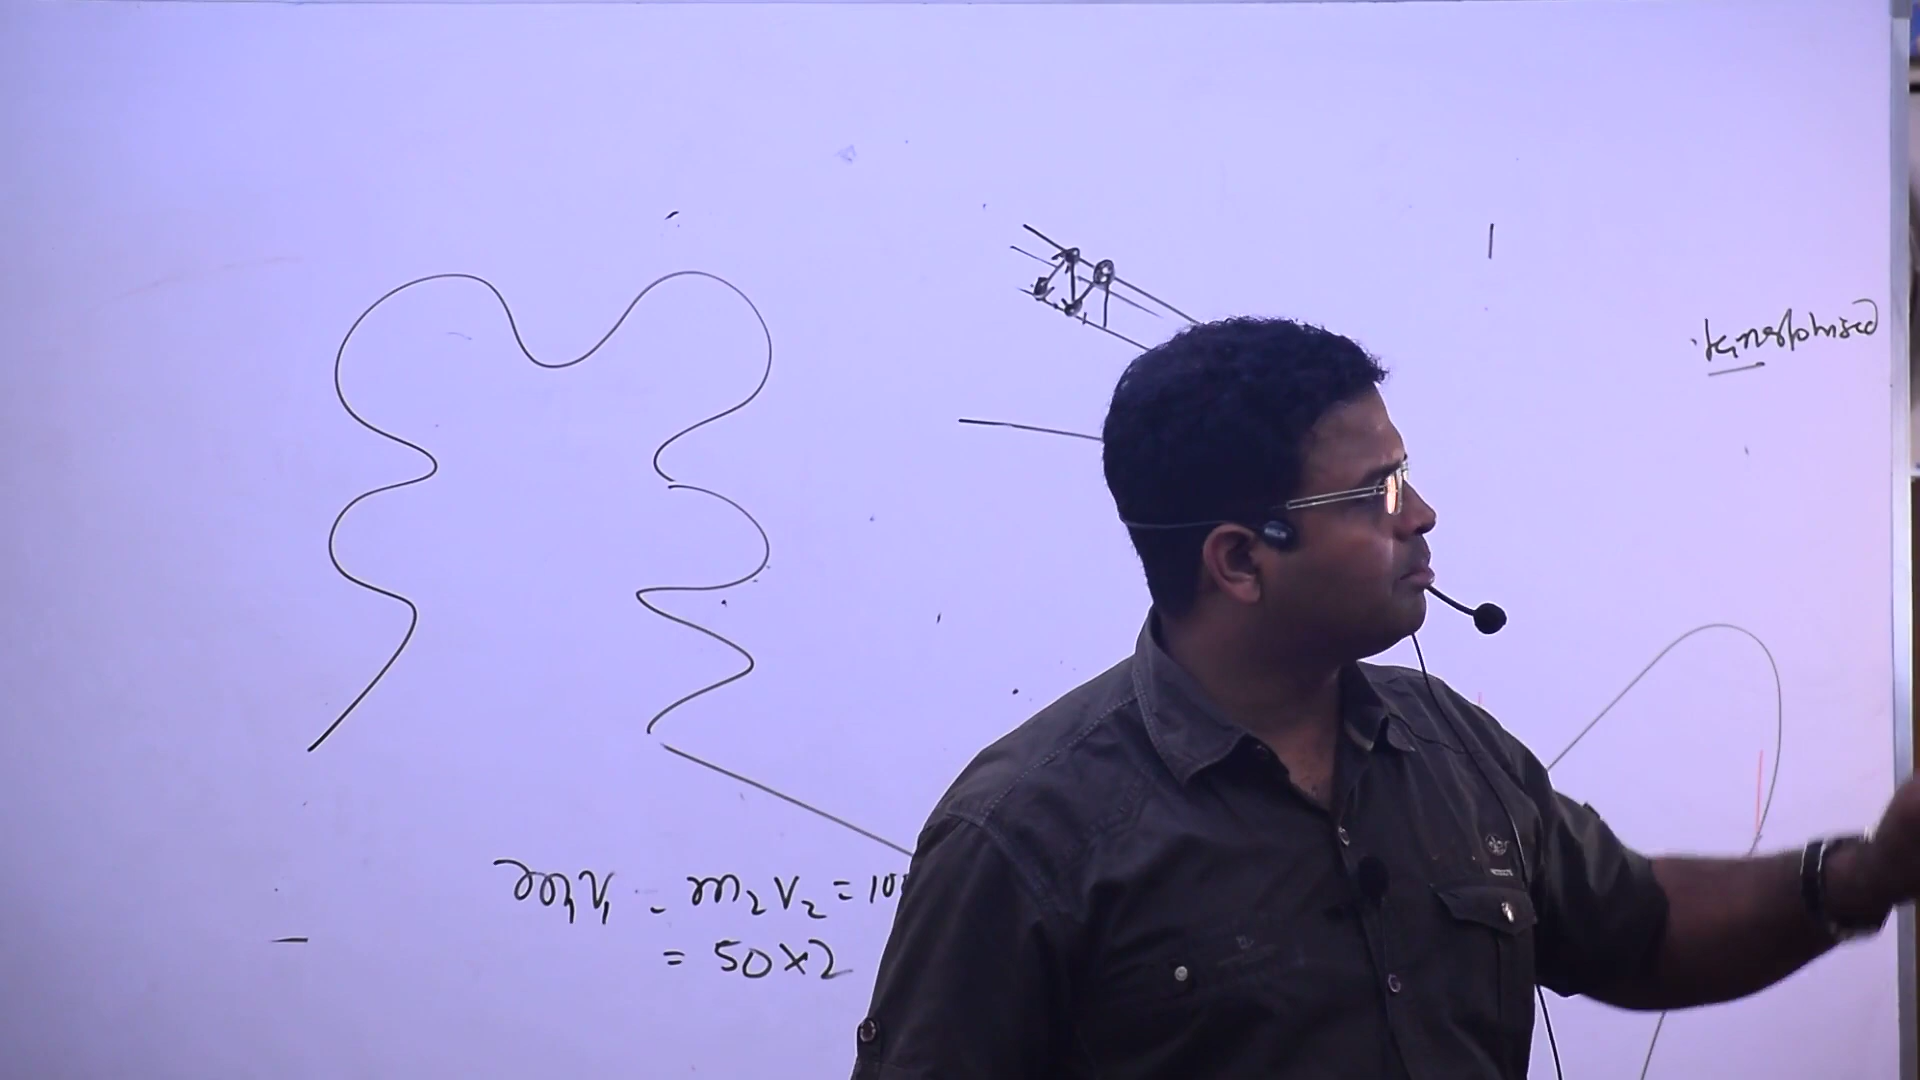 m₁v₁ = m₂v₂ = 10
= 50×2